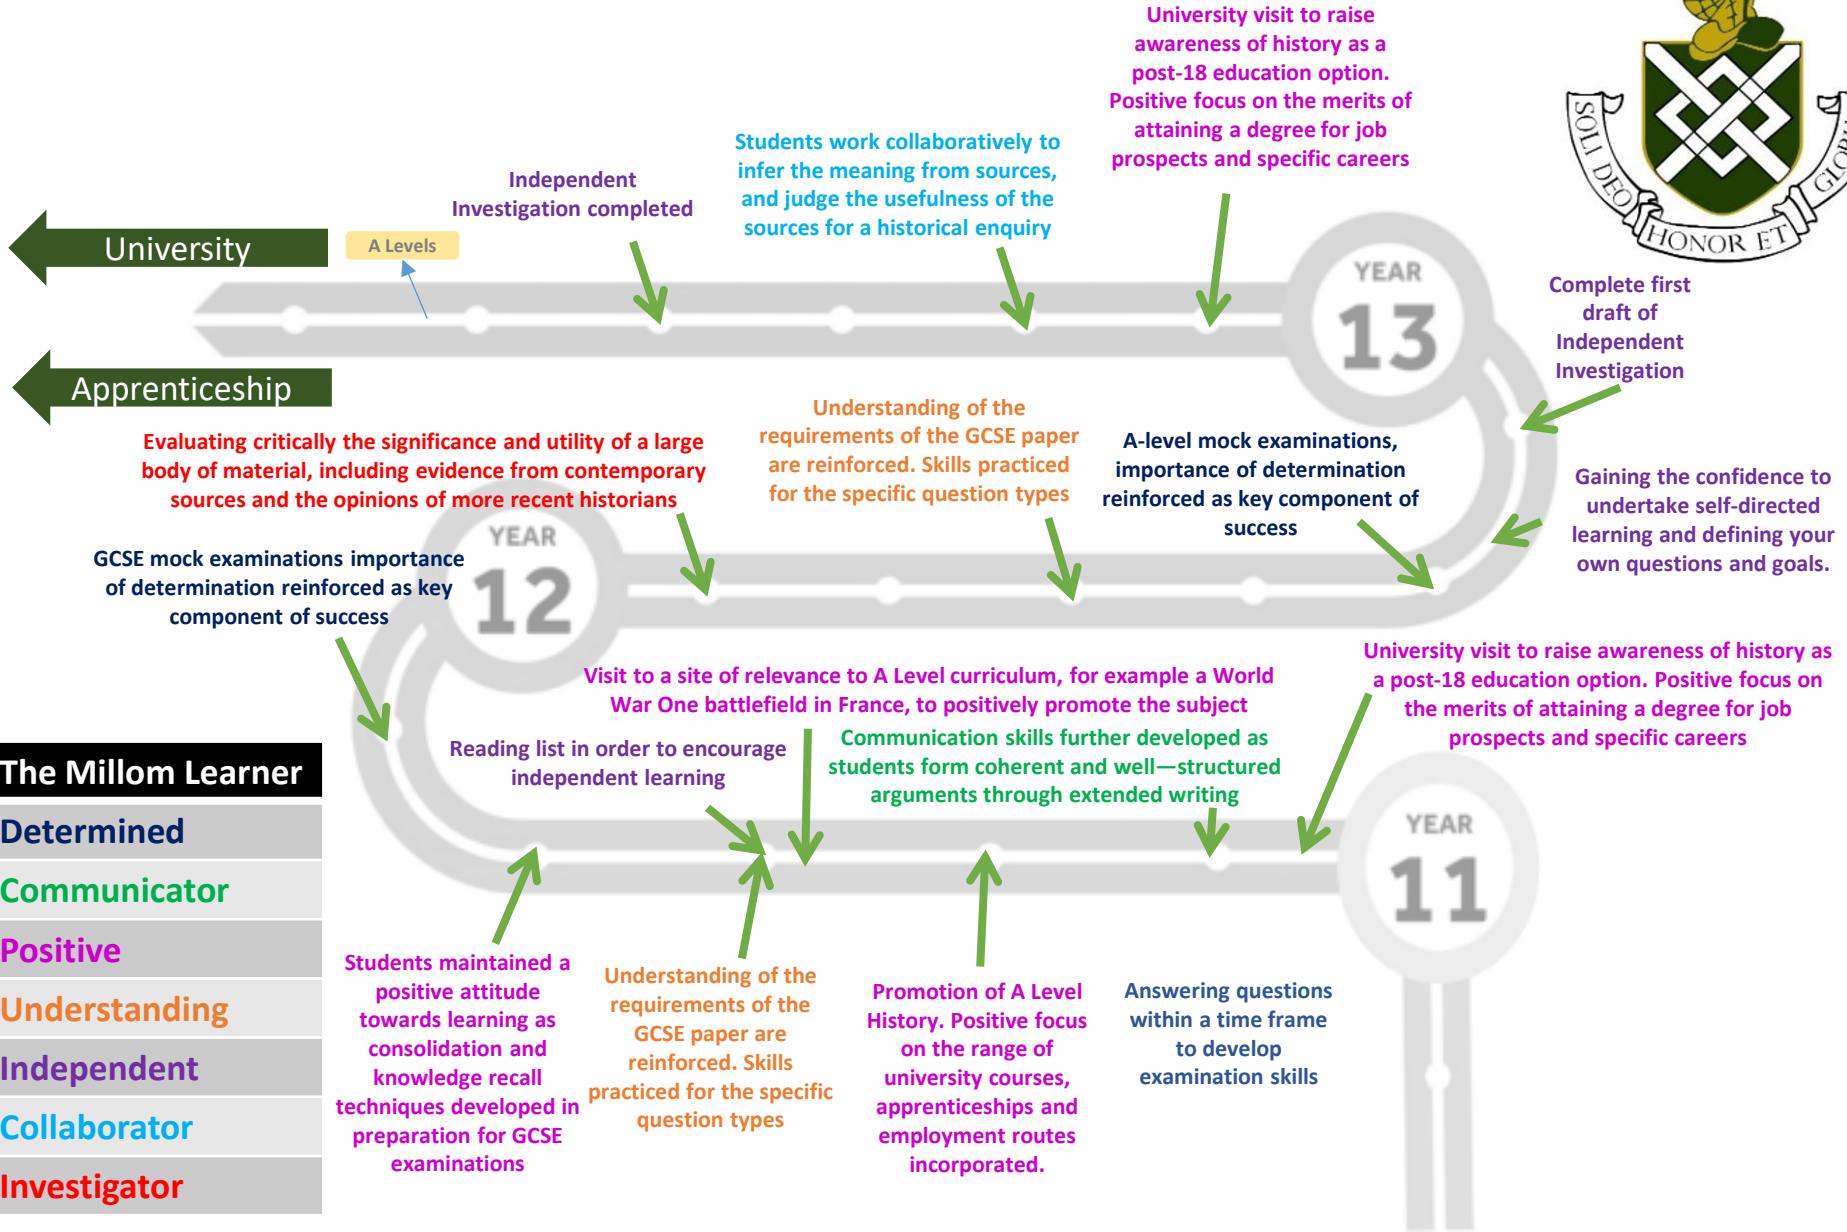 University visit to raise
awareness of history as a
post-18 education option.
Positive focus on the merits of
attaining a degree for job
prospects and specific careers
Students work collaboratively to
infer the meaning from sources,
and judge the usefulness of the
sources for a historical enquiry
Independent
Investigation completed
SOLI DEO
HONOR ET
University
A Levels
YEAR
13
Complete first
draft of
Independent
Investigation
Apprenticeship
Evaluating critically the significance and utility of a large
body of material, including evidence from contemporary
sources and the opinions of more recent historians
Understanding of the
requirements of the GCSE paper
are reinforced. Skills practiced
for the specific question types
A-level mock examinations,
importance of determination
reinforced as key component of
success
Gaining the confidence to
undertake self-directed
learning and defining your
own questions and goals.
YEAR
12
GCSE mock examinations importance
of determination reinforced as key
component of success
Visit to a site of relevance to A Level curriculum, for example a World
War One battlefield in France, to positively promote the subject
University visit to raise awareness of history as
a post-18 education option. Positive focus on
the merits of attaining a degree for job
prospects and specific careers
Reading list in order to encourage
independent learning
Communication skills further developed as
students form coherent and well—structured
arguments through extended writing
YEAR
11
The Millom Learner
Determined
Communicator
Positive
Understanding
Independent
Collaborator
Investigator
Students maintained a
positive attitude
towards learning as
consolidation and
knowledge recall
techniques developed in
preparation for GCSE
examinations
Understanding of the
requirements of the
GCSE paper are
reinforced. Skills
practiced for the specific
question types
Promotion of A Level
History. Positive focus
on the range of
university courses,
apprenticeships and
employment routes
incorporated.
Answering questions
within a time frame
to develop
examination skills